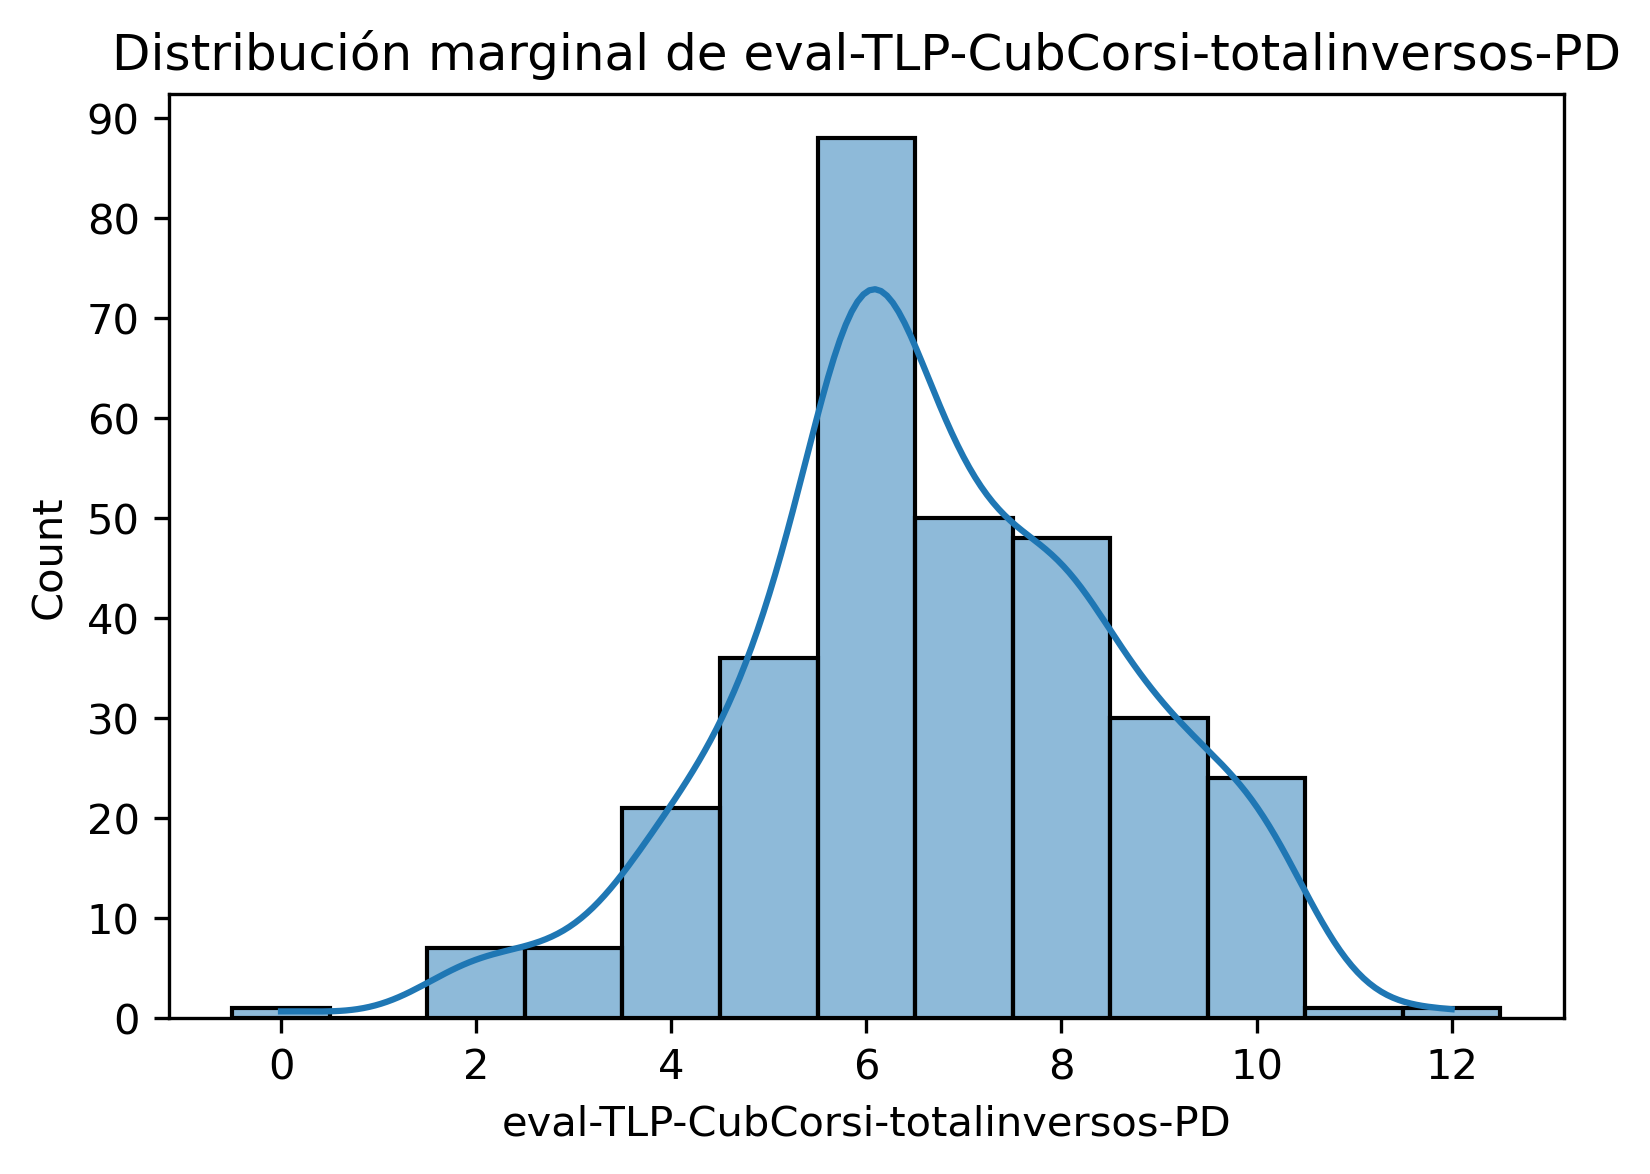 Distribución marginal de eval-TLP-CubCorsi-totalinversos-PD
90
80
70
60
50
40
30
20
10
0
Count
0 2 4 6 8 10 12
eval-TLP-CubCorsi-totalinversos-PD